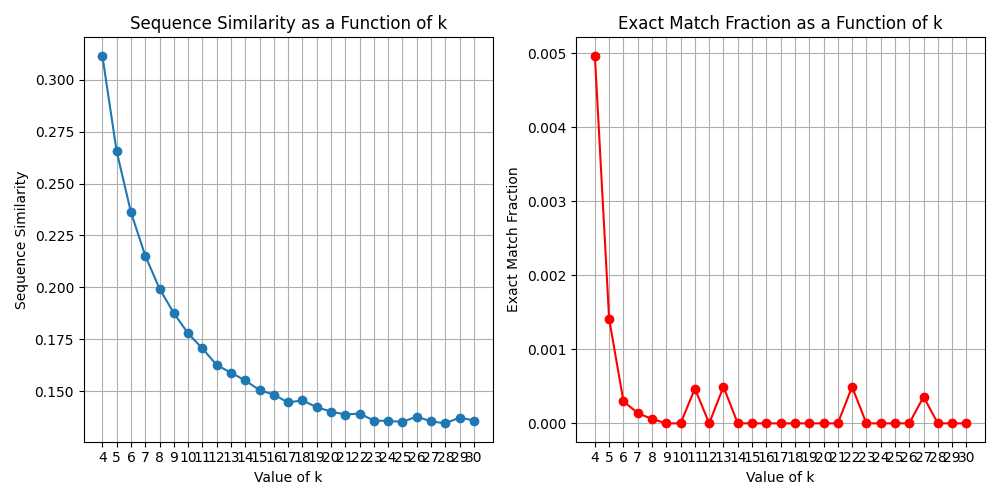 Sequence Similarity as a Function of k
Sequence Similarity
0.300
0.275
0.250
0.225
0.200
0.175
0.150
4 5 6 7 8 9 10 11 12 13 14 15 16 17 18 19 20 21 22 23 24 25 26 27 28 29 30
Value of k
Exact Match Fraction as a Function of k
Exact Match Fraction
0.005
0.004
0.003
0.002
0.001
0.000
4 5 6 7 8 9 10 11 12 13 14 15 16 17 18 19 20 21 22 23 24 25 26 27 28 29 30
Value of k